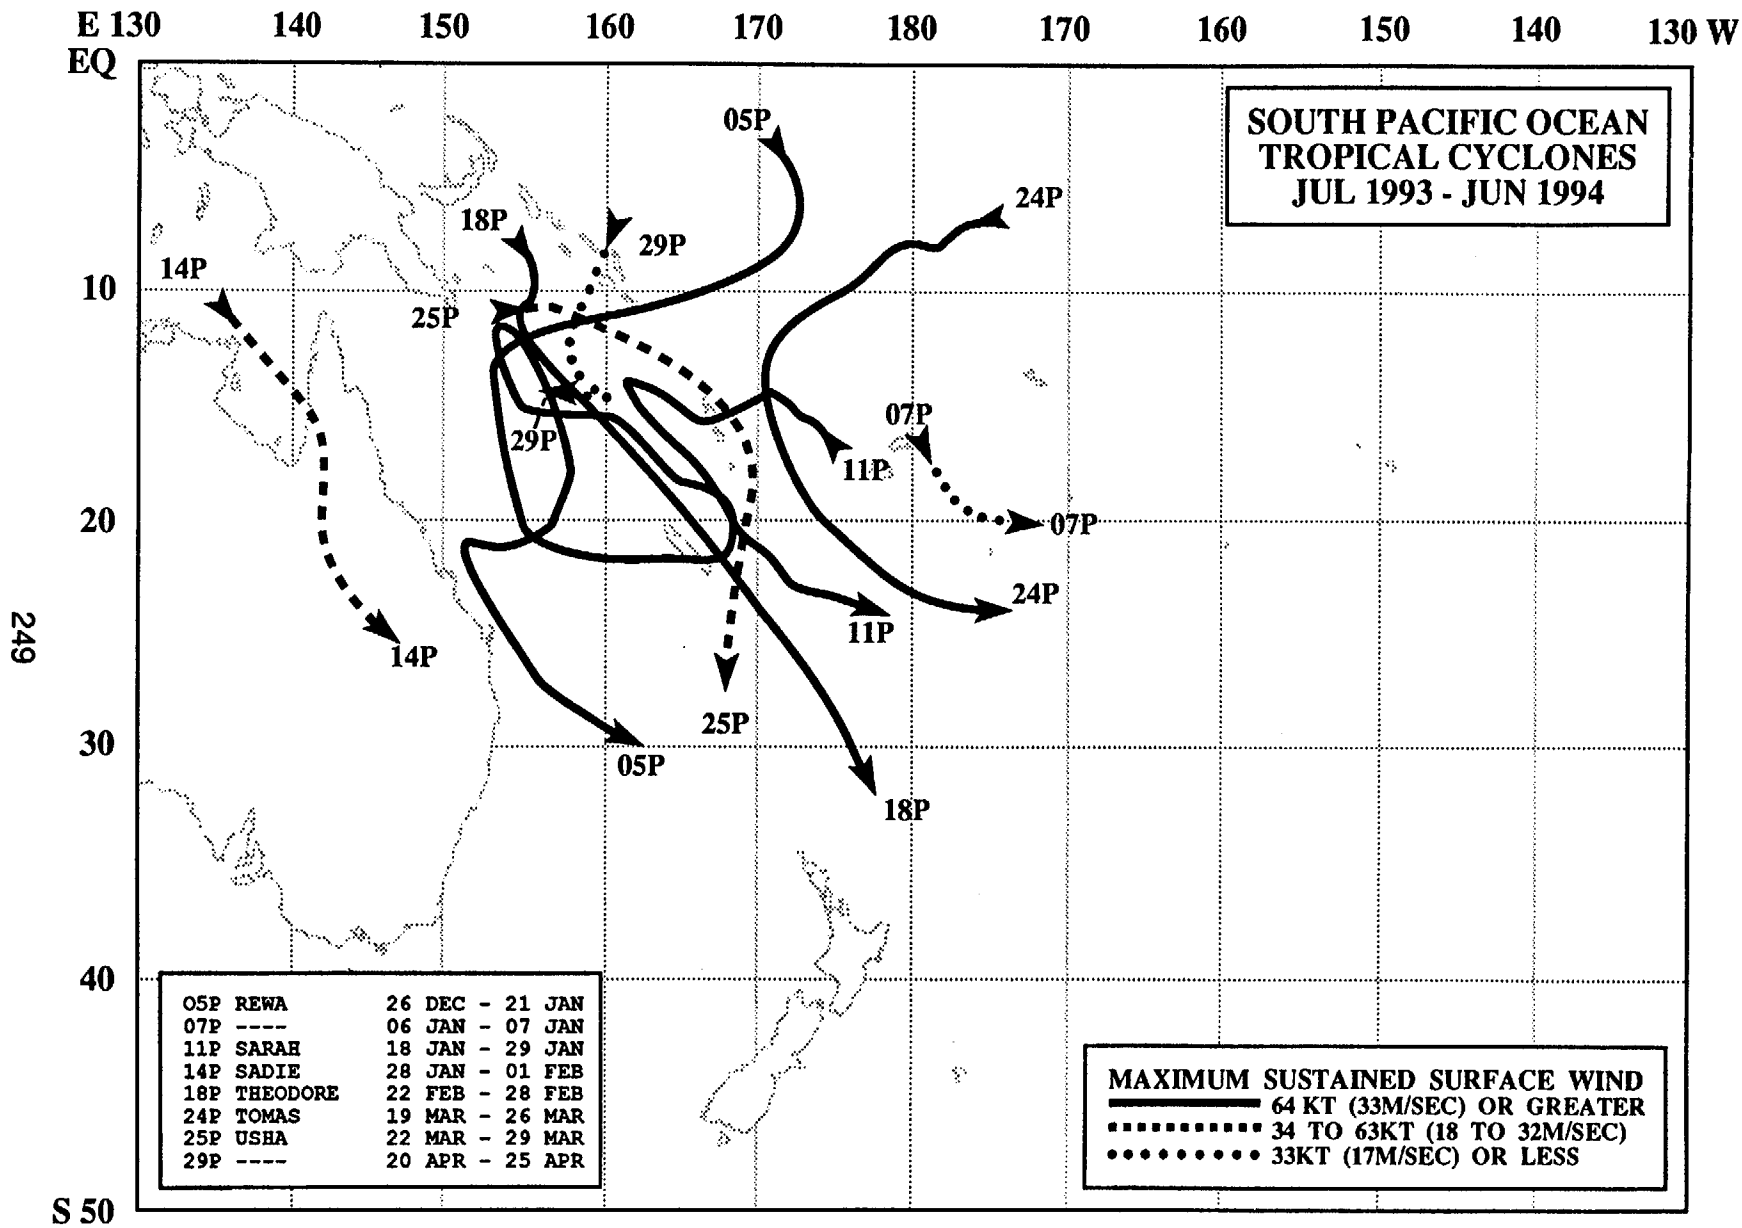 E 130 140 150 160 170 180 170 160 150 140 130 W
EQ
10
20
30
40
S 50
SOUTH PACIFIC OCEAN
TROPICAL CYCLONES
JUL 1993 - JUN 1994
05P
24P
18P
29P
14P
25P
07P
29P
11P
07P
24P
11P
14P
25P
05P
18P
249
05P REWA 26 DEC - 21 JAN
07P ---- 06 JAN - 07 JAN
11P SARAH 18 JAN - 29 JAN
14P SADIE 28 JAN - 01 FEB
18P THEODORE 22 FEB - 28 FEB
24P TOMAS 19 MAR - 26 MAR
25P USHA 22 MAR - 29 MAR
29P ---- 20 APR - 25 APR
MAXIMUM SUSTAINED SURFACE WIND
64 KT (33M/SEC) OR GREATER
34 TO 63KT (18 TO 32M/SEC)
33KT (17M/SEC) OR LESS